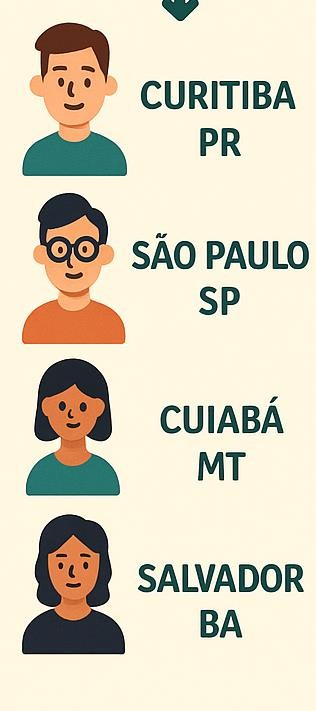 CURITIBA
PR
SÃO PAULO
SP
CUIABÁ
MT
SALVADOR
BA